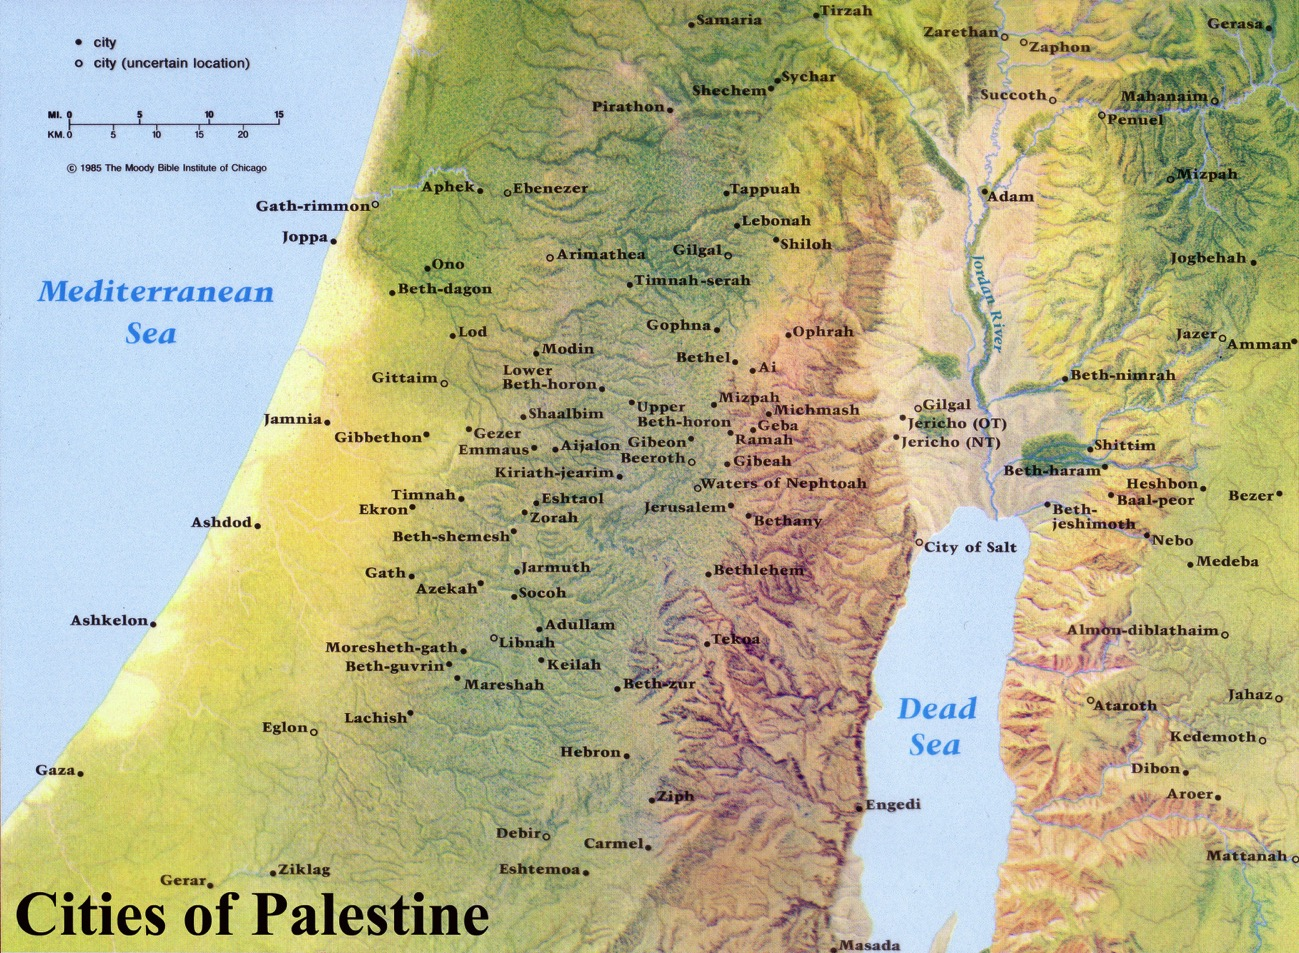 Samaria
Tirzah
Zarethan
Zaphon
Gerasa
city
city (uncertain location)
Sychar
Shechem
Pirathon
Succoth
Mahanaim
Penuel
MI. 0 5 10 15
KM. 0 5 10 15 20
© 1985 The Moody Bible Institute of Chicago
Aphek
Ebenezer
Tappuah
Adam
Mizpah
Gath-rimmon
Joppa
Lebonah
Shiloh
Arimathea
Gilgal
Ono
Jogbehah
Timnah-serah
Beth-dagon
Mediterranean
Sea
Jordan River
Lod
Gophna
Ophrah
Jazer
Amman
Modin
Bethel
Ai
Lower
Beth-horon
Gittaim
Beth-nimrah
Mizpah
Upper
Beth-horon
Michmash
Gilgal
Shaalbim
Jamnia
Geba
Jericho (OT)
Gezer
Gibbethon
Ramah
Gibeon
Jericho (NT)
Emmaus
Aijalon
Beeroth
Gibeah
Shittim
Kiriath-jearim
Beth-haram
Waters of Nephtoah
Heshbon
Timnah
Eshtaol
Baal-peor
Bezer
Ekron
Jerusalem
Zorah
Bethany
Beth-
jeshimoth
Ashdod
Beth-shemesh
Nebo
City of Salt
Medeba
Gath
Jarmuth
Bethlehem
Azekah
Socoh
Ashkelon
Adullam
Almon-diblathaim
Libnah
Tekoa
Moresheth-gath
Beth-guvrin
Keilah
Mareshah
Beth-zur
Jahaz
Ataroth
Dead
Sea
Lachish
Eglon
Kedemoth
Hebron
Gaza
Dibon
Ziph
Aroer
Engedi
Debir
Carmel
Mattanah
Eshtemoa
Ziklag
Gerar
Cities of Palestine
Masada